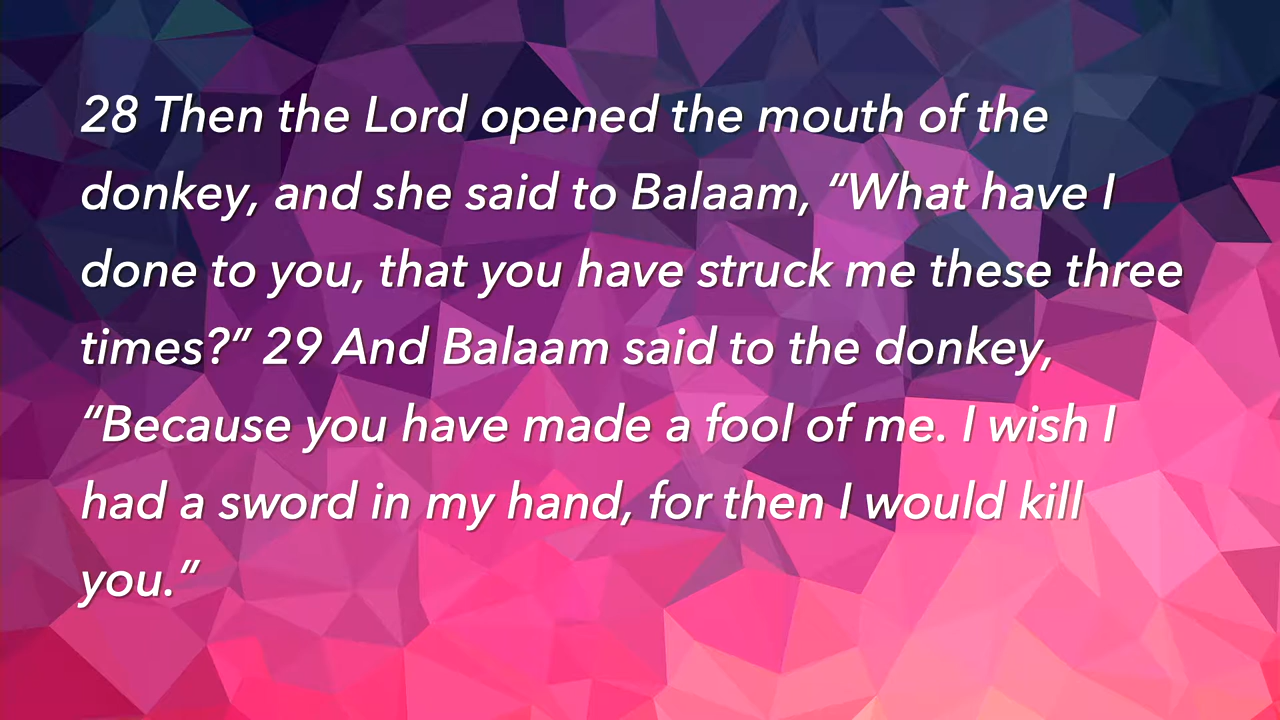 28 Then the Lord opened the mouth of the
donkey, and she said to Balaam, “What have I
done to you, that you have struck me these three
times?” 29 And Balaam said to the donkey,
“Because you have made a fool of me. I wish I
had a sword in my hand, for then I would kill
you.”